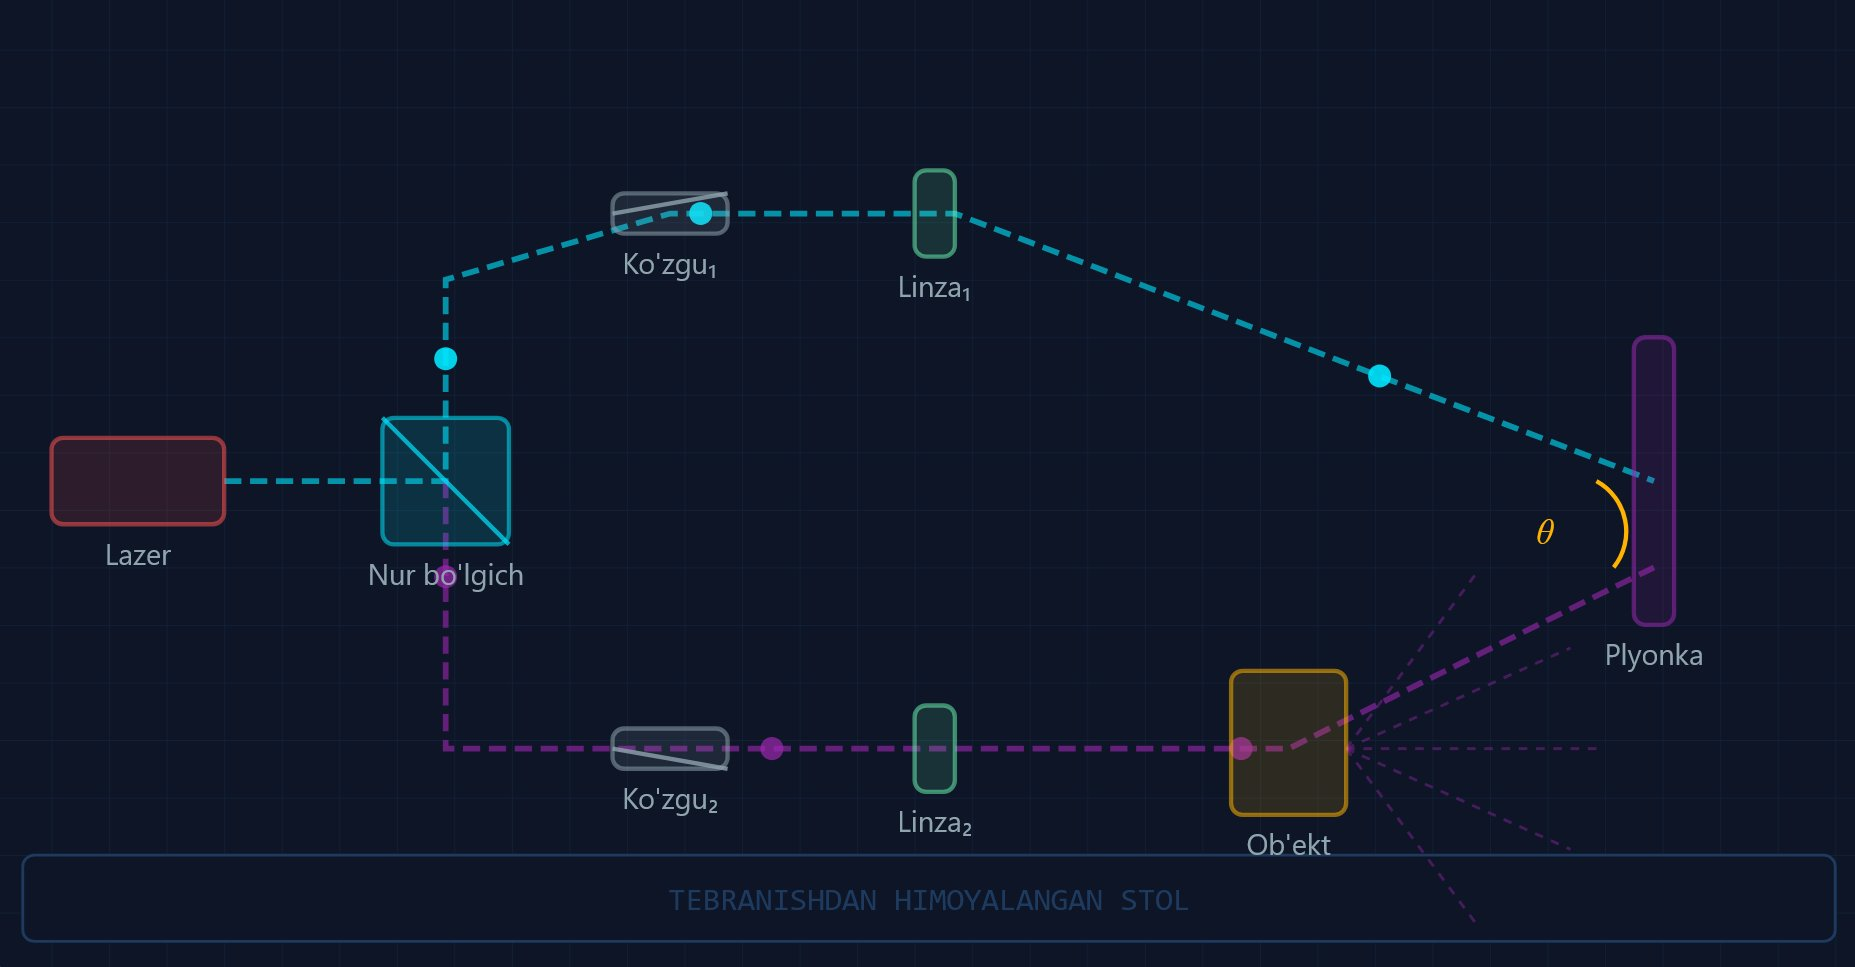 Ko'zgu₁
Linza₁
Lazer
Nur bo'lgich
θ
Plyonka
Ko'zgu₂
Linza₂
Ob'ekt
TEBRANISHDAN HIMOYALANGAN STOL